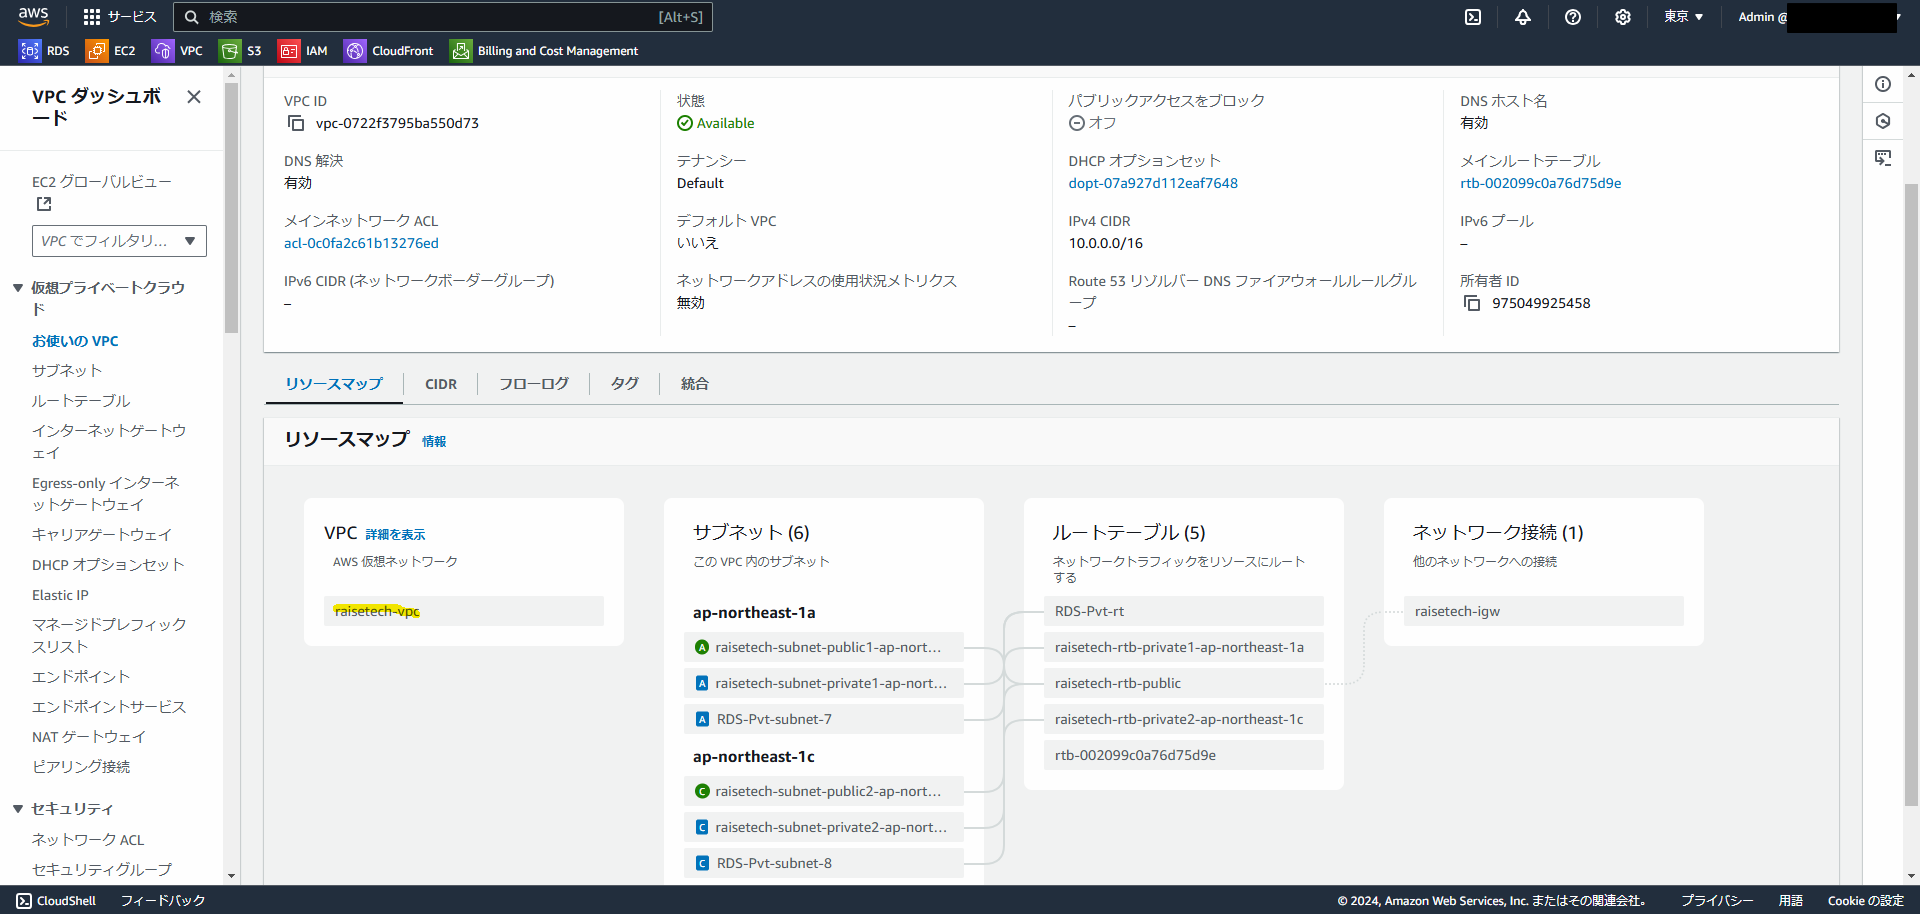 aws
サービス
検索
[Alt+S]
東京 ▼
Admin @
RDS
EC2
VPC
S3
IAM
CloudFront
Billing and Cost Management
VPC ダッシュボ
ード
EC2 グローバルビュー
VPC でフィルタリ...
仮想プライベートクラウ
ド
お使いの VPC
サブネット
ルートテーブル
インターネットゲートウ
ェイ
Egress-only インターネ
ットゲートウェイ
キャリアゲートウェイ
DHCP オプションセット
Elastic IP
マネージドプレフィック
スリスト
エンドポイント
エンドポイントサービス
NAT ゲートウェイ
ピアリング接続
セキュリティ
ネットワーク ACL
セキュリティグループ
VPC ID
vpc-0722f3795ba550d73
状態
Available
パブリックアクセスをブロック
オフ
DNS ホスト名
有効
DNS 解決
有効
テナンシー
Default
DHCP オプションセット
dopt-07a927d112eaf7648
メインルートテーブル
rtb-002099c0a76d75d9e
メインネットワーク ACL
acl-0c0fa2c61b13276ed
デフォルト VPC
いいえ
IPv4 CIDR
10.0.0.0/16
IPv6 プール
–
IPv6 CIDR (ネットワークボーダーグループ)
–
ネットワークアドレスの使用状況メトリクス
無効
Route 53 リゾルバー DNS ファイアウォールルールグル
ープ
–
所有者 ID
975049925458
リソースマップ
CIDR
フローログ
タグ
統合
リソースマップ 情報
VPC 詳細を表示
AWS 仮想ネットワーク
raisetech-vpc
サブネット (6)
この VPC 内のサブネット
ap-northeast-1a
A raisetech-subnet-public1-ap-nort...
A raisetech-subnet-private1-ap-nort...
A RDS-Pvt-subnet-7
ap-northeast-1c
C raisetech-subnet-public2-ap-nort...
C raisetech-subnet-private2-ap-nort...
C RDS-Pvt-subnet-8
ルートテーブル (5)
ネットワークトラフィックをリソースにルート
する
RDS-Pvt-rt
raisetech-rtb-private1-ap-northeast-1a
raisetech-rtb-public
raisetech-rtb-private2-ap-northeast-1c
rtb-002099c0a76d75d9e
ネットワーク接続 (1)
他のネットワークへの接続
raisetech-igw
CloudShell
フィードバック
© 2024, Amazon Web Services, Inc. またはその関連会社。
プライバシー
用語
Cookie の設定